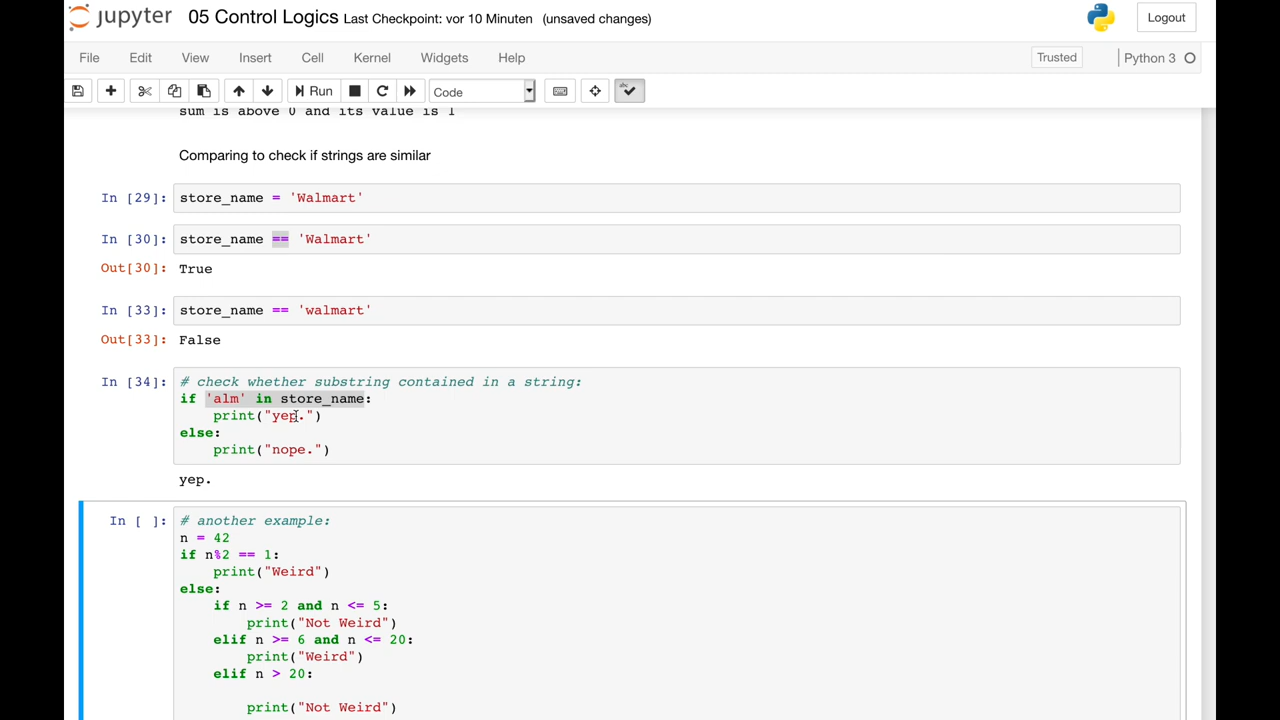 jupyter 05 Control Logics Last Checkpoint: vor 10 Minuten (unsaved changes) Logout
File Edit View Insert Cell Kernel Widgets Help Trusted Python 3
Run Code
sum is above 0 and its value is 1
Comparing to check if strings are similar
In [29]: store_name = 'Walmart'
In [30]: store_name == 'Walmart'
Out[30]: True
In [33]: store_name == 'walmart'
Out[33]: False
In [34]: # check whether substring contained in a string:
if 'alm' in store_name:
print("yep.")
else:
print("nope.")
yep.
In [ ]: # another example:
n = 42
if n%2 == 1:
print("Weird")
else:
if n >= 2 and n <= 5:
print("Not Weird")
elif n >= 6 and n <= 20:
print("Weird")
elif n > 20:
print("Not Weird")